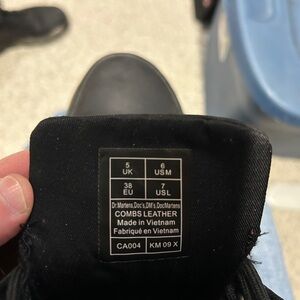 5 6
UK USM
38 7
EU USL
Dr.Martens,Doc's,DM's,DocMartens
COMBS LEATHER
Made in Vietnam
Fabriqué en Vietnam
CA004 KM 09 X